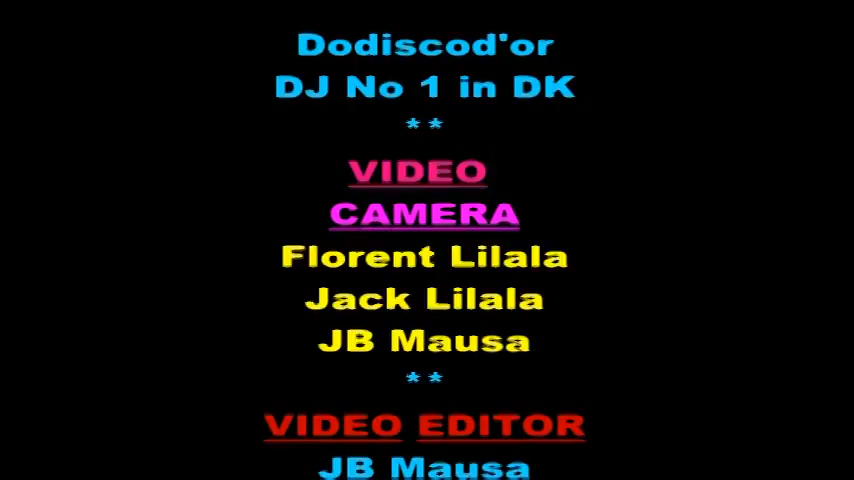 Dodiscod'or
DJ No 1 in DK
**
VIDEO
CAMERA
Florent Lilala
Jack Lilala
JB Mausa
**
VIDEO EDITOR
JB Mausa